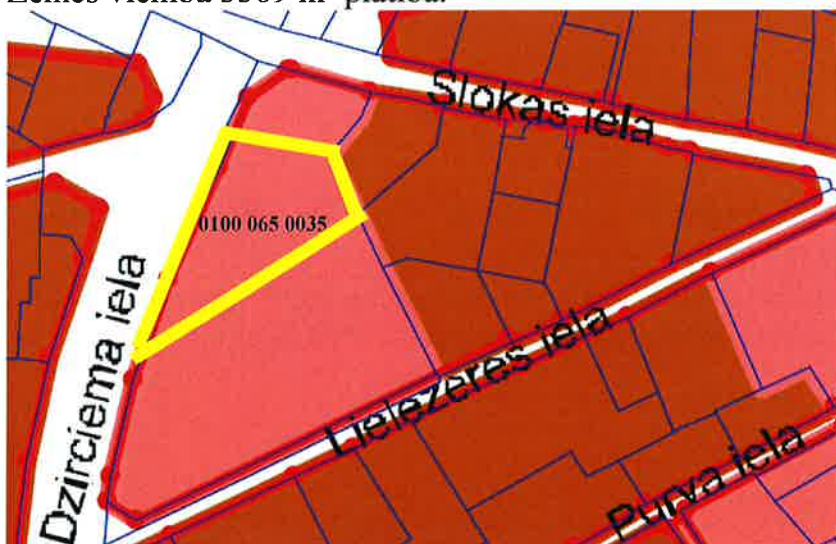 Slokas iela
0100 065 0035
Dzirciema iela
Lielezeres iela
Purva iela